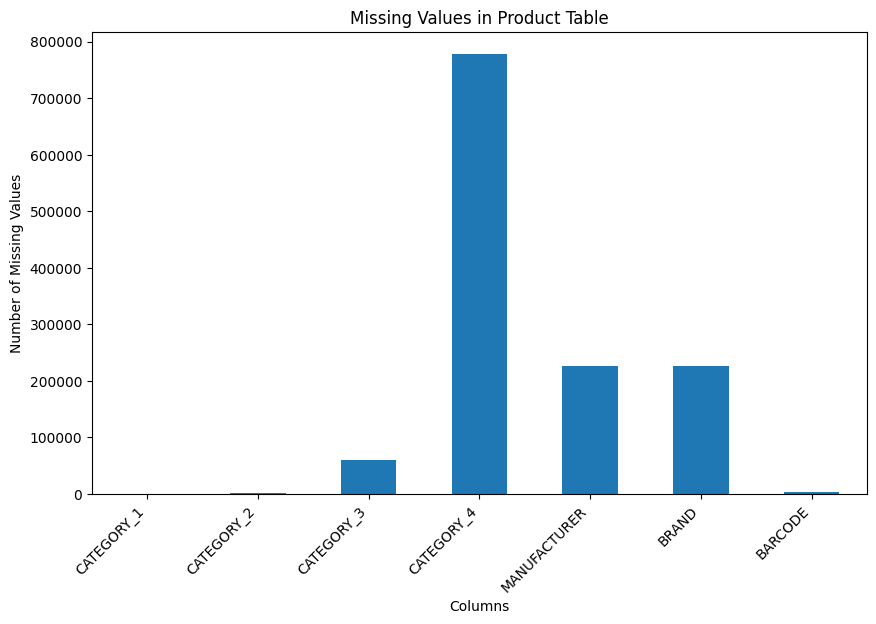 Missing Values in Product Table
Number of Missing Values
800000
700000
600000
500000
400000
300000
200000
100000
0
CATEGORY_1
CATEGORY_2
CATEGORY_3
CATEGORY_4
MANUFACTURER
BRAND
BARCODE
Columns